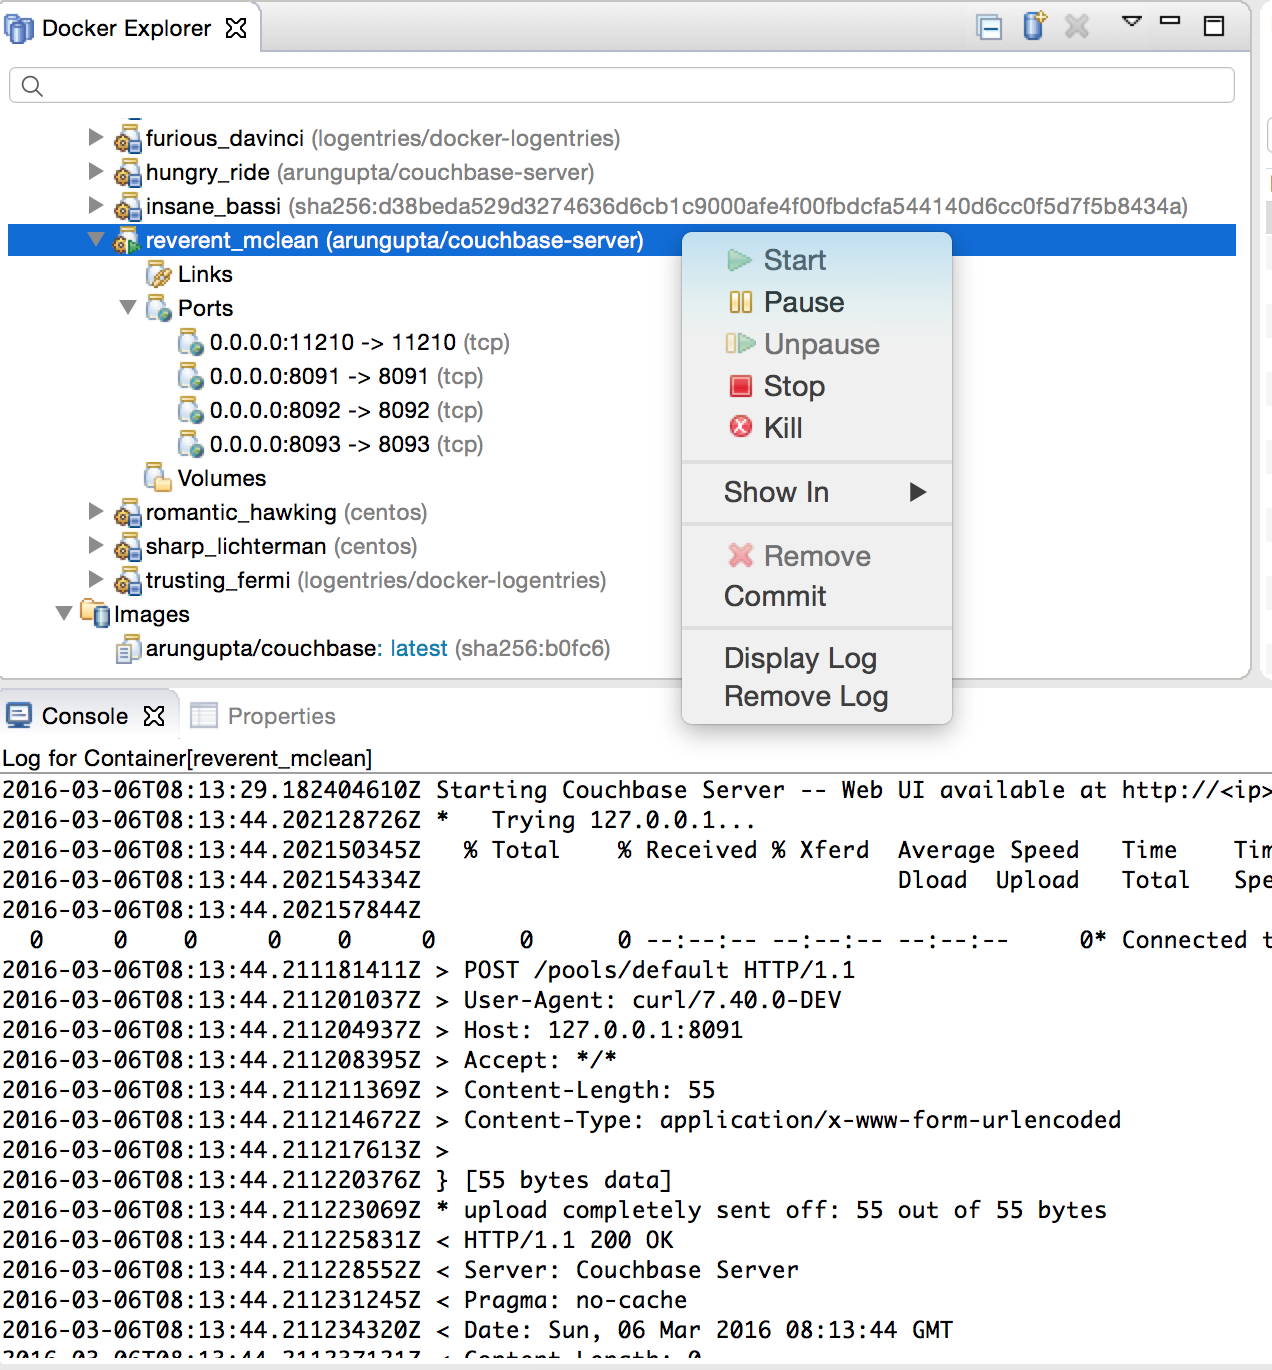 Docker Explorer
furious_davinci (logentries/docker-logentries)
hungry_ride (arungupta/couchbase-server)
insane_bassi (sha256:d38beda529d3274636d6cb1c9000afe4f00fbdcfa544140d6cc0f5d7f5b8434a)
reverent_mclean (arungupta/couchbase-server)
Links
Ports
0.0.0.0:11210 -> 11210 (tcp)
0.0.0.0:8091 -> 8091 (tcp)
0.0.0.0:8092 -> 8092 (tcp)
0.0.0.0:8093 -> 8093 (tcp)
Volumes
romantic_hawking (centos)
sharp_lichterman (centos)
trusting_fermi (logentries/docker-logentries)
Images
arungupta/couchbase: latest (sha256:b0fc6)
Start
Pause
Unpause
Stop
Kill
Show In
Remove
Commit
Display Log
Remove Log
Console Properties
Log for Container[reverent_mclean]
2016-03-06T08:13:29.182404610Z Starting Couchbase Server -- Web UI available at http://<ip>
2016-03-06T08:13:44.202128726Z *   Trying 127.0.0.1...
2016-03-06T08:13:44.202150345Z   % Total    % Received % Xferd  Average Speed   Time    Tim
2016-03-06T08:13:44.202154334Z                                  Dload  Upload   Total   Spe
2016-03-06T08:13:44.202157844Z
  0     0    0     0    0     0      0      0 --:--:-- --:--:-- --:--:--     0* Connected t
2016-03-06T08:13:44.211181411Z > POST /pools/default HTTP/1.1
2016-03-06T08:13:44.211201037Z > User-Agent: curl/7.40.0-DEV
2016-03-06T08:13:44.211204937Z > Host: 127.0.0.1:8091
2016-03-06T08:13:44.211208395Z > Accept: */*
2016-03-06T08:13:44.211211369Z > Content-Length: 55
2016-03-06T08:13:44.211214672Z > Content-Type: application/x-www-form-urlencoded
2016-03-06T08:13:44.211217613Z >
2016-03-06T08:13:44.211220376Z } [55 bytes data]
2016-03-06T08:13:44.211223069Z * upload completely sent off: 55 out of 55 bytes
2016-03-06T08:13:44.211225831Z < HTTP/1.1 200 OK
2016-03-06T08:13:44.211228552Z < Server: Couchbase Server
2016-03-06T08:13:44.211231245Z < Pragma: no-cache
2016-03-06T08:13:44.211234320Z < Date: Sun, 06 Mar 2016 08:13:44 GMT
2016-03-06T08:13:44.211237121Z < Content-Length: 0